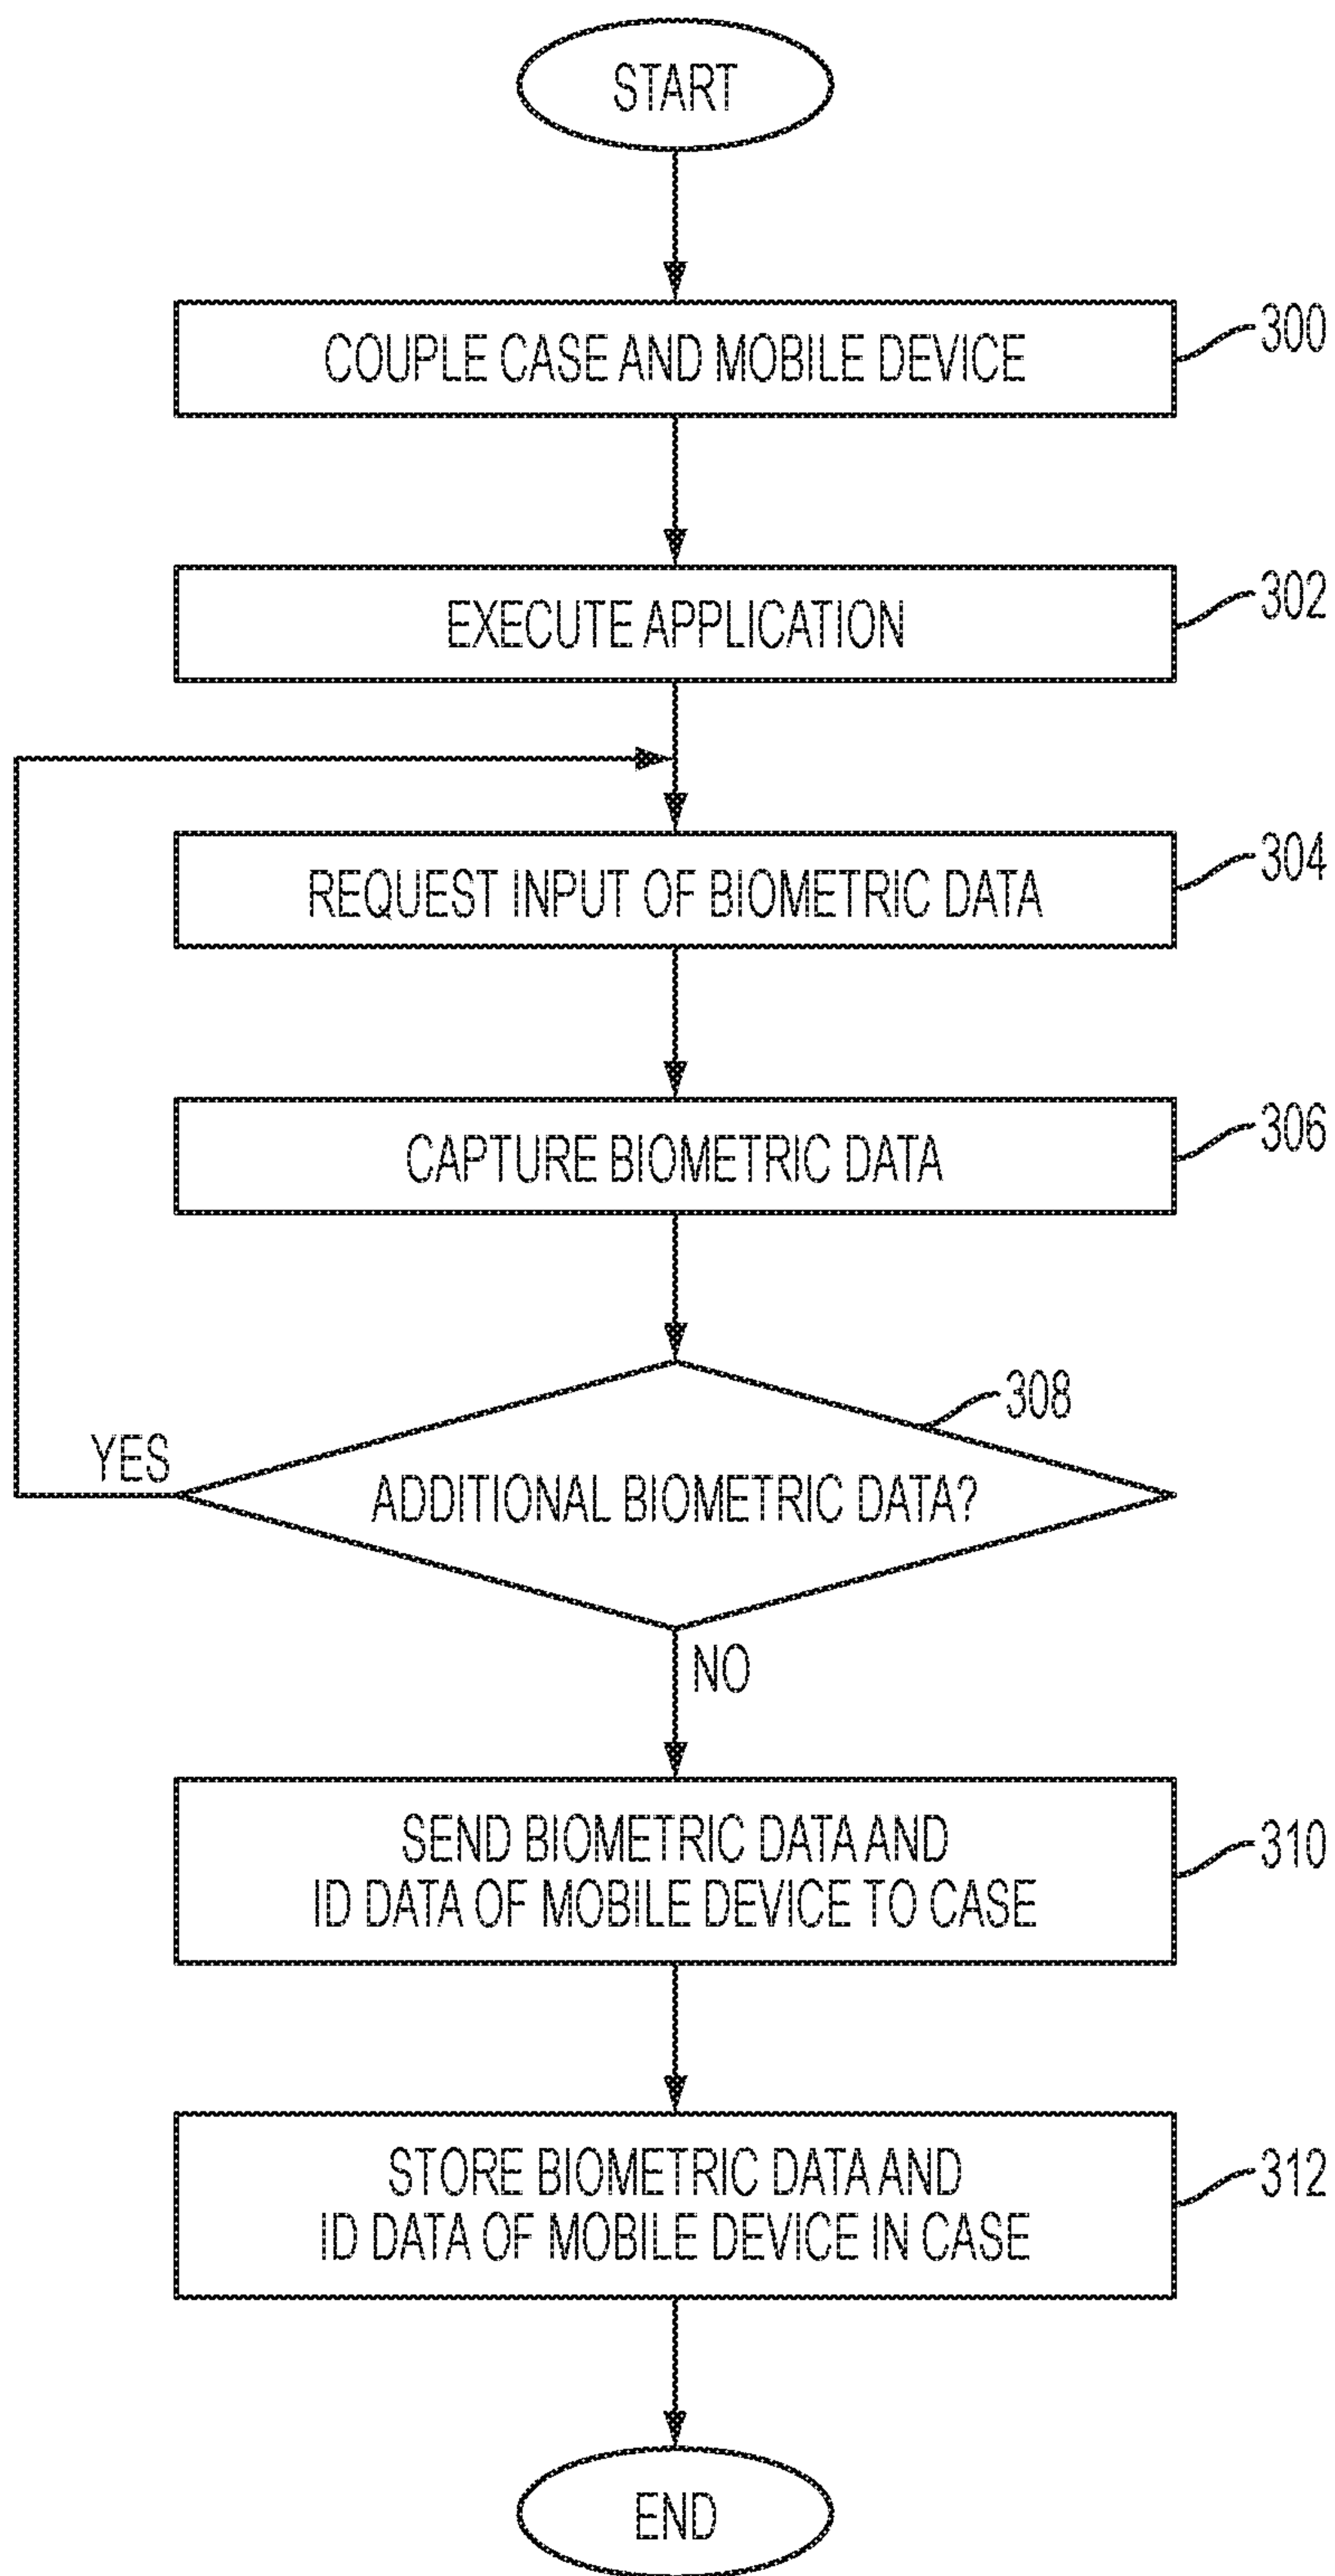 START
COUPLE CASE AND MOBILE DEVICE
300
EXECUTE APPLICATION
302
REQUEST INPUT OF BIOMETRIC DATA
304
CAPTURE BIOMETRIC DATA
306
308
YES
ADDITIONAL BIOMETRIC DATA?
NO
SEND BIOMETRIC DATA AND
ID DATA OF MOBILE DEVICE TO CASE
310
STORE BIOMETRIC DATA AND
ID DATA OF MOBILE DEVICE IN CASE
312
END